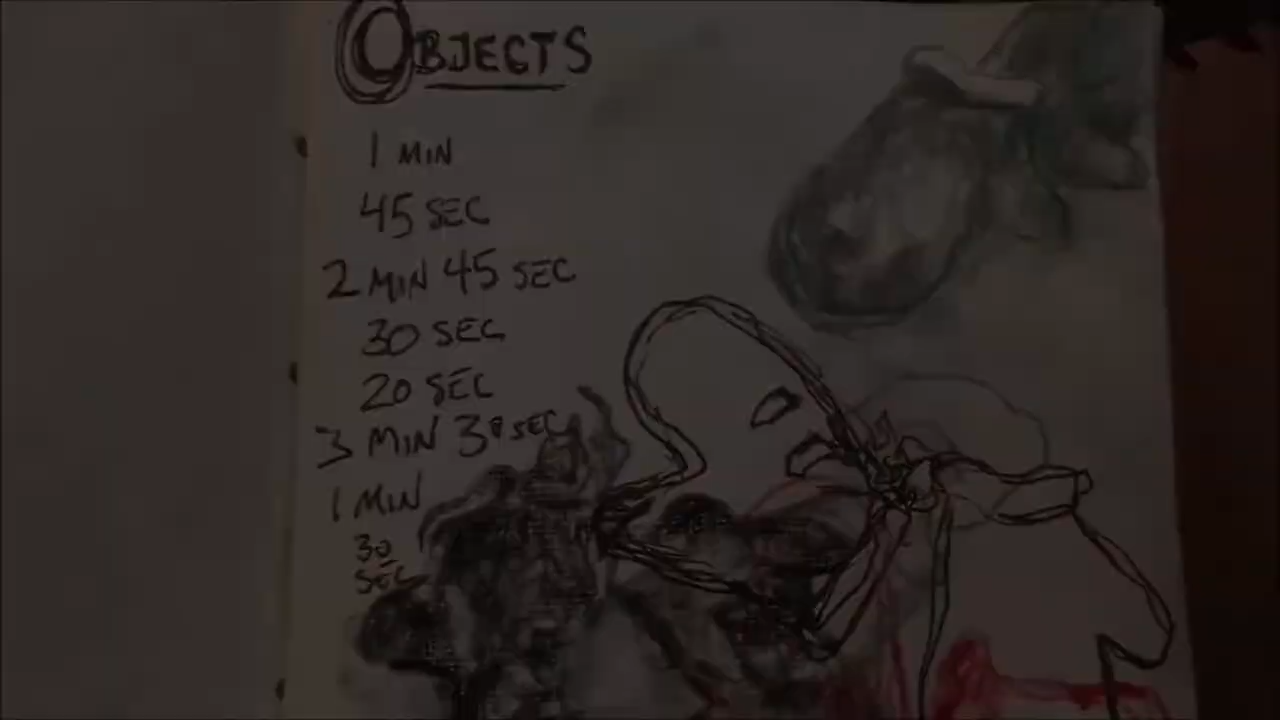 OBJECTS
1 MIN
45 SEC
2 MIN 45 SEC
30 SEC
20 SEC
3 MIN 30 SEC
1 MIN
30
SEC